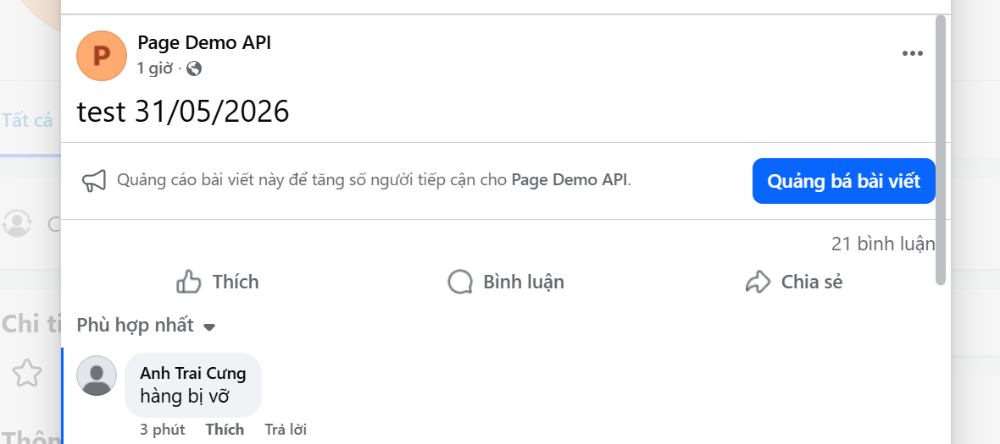 P
Page Demo API
1 giờ ·
test 31/05/2026
Tất cả
Quảng cáo bài viết này để tăng số người tiếp cận cho Page Demo API.
Quảng bá bài viết
C
21 bình luận
Thích
Bình luận
Chia sẻ
Chi ti
Phù hợp nhất
Anh Trai Cưng
hàng bị vỡ
3 phút Thích Trả lời
Thôn